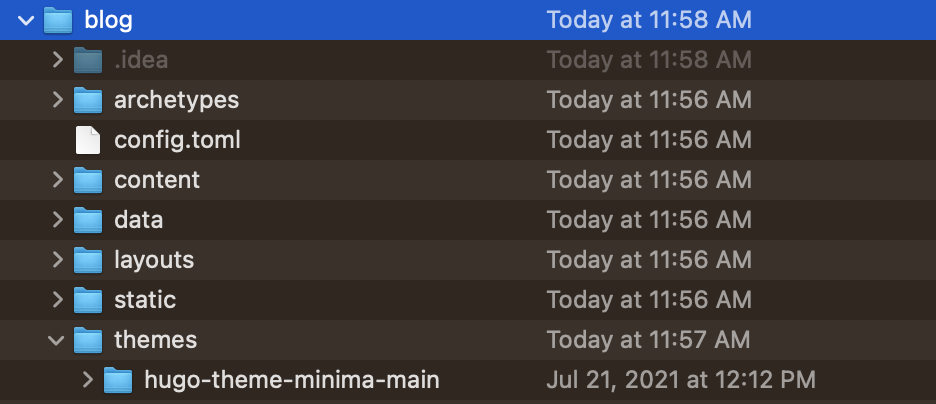 blog Today at 11:58 AM
.idea Today at 11:58 AM
archetypes Today at 11:56 AM
config.toml Today at 11:56 AM
content Today at 11:56 AM
data Today at 11:56 AM
layouts Today at 11:56 AM
static Today at 11:56 AM
themes Today at 11:57 AM
hugo-theme-minima-main Jul 21, 2021 at 12:12 PM